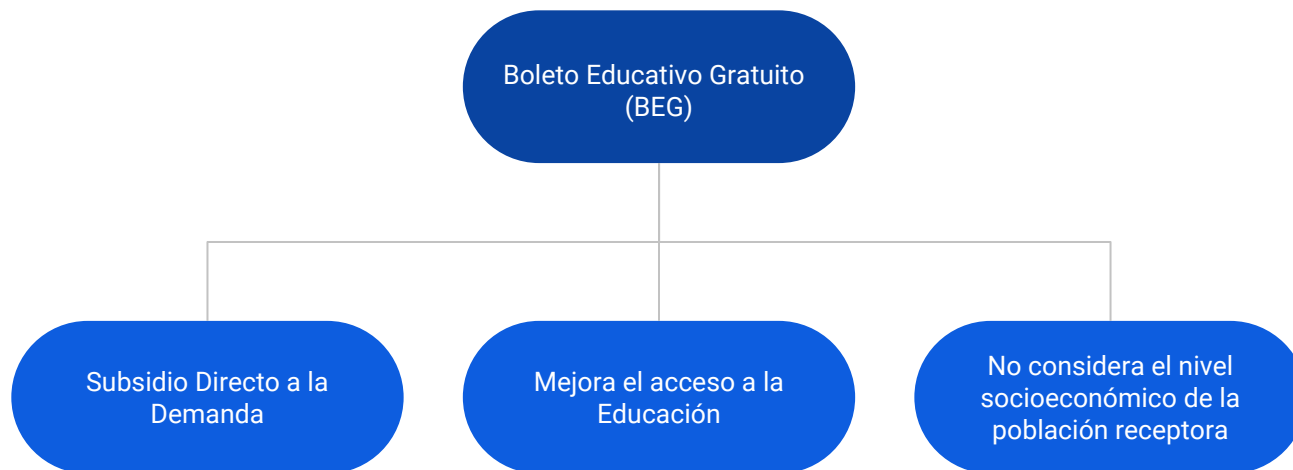 Boleto Educativo Gratuito
(BEG)
Subsidio Directo a la
Demanda
Mejora el acceso a la
Educación
No considera el nivel
socioeconómico de la
población receptora